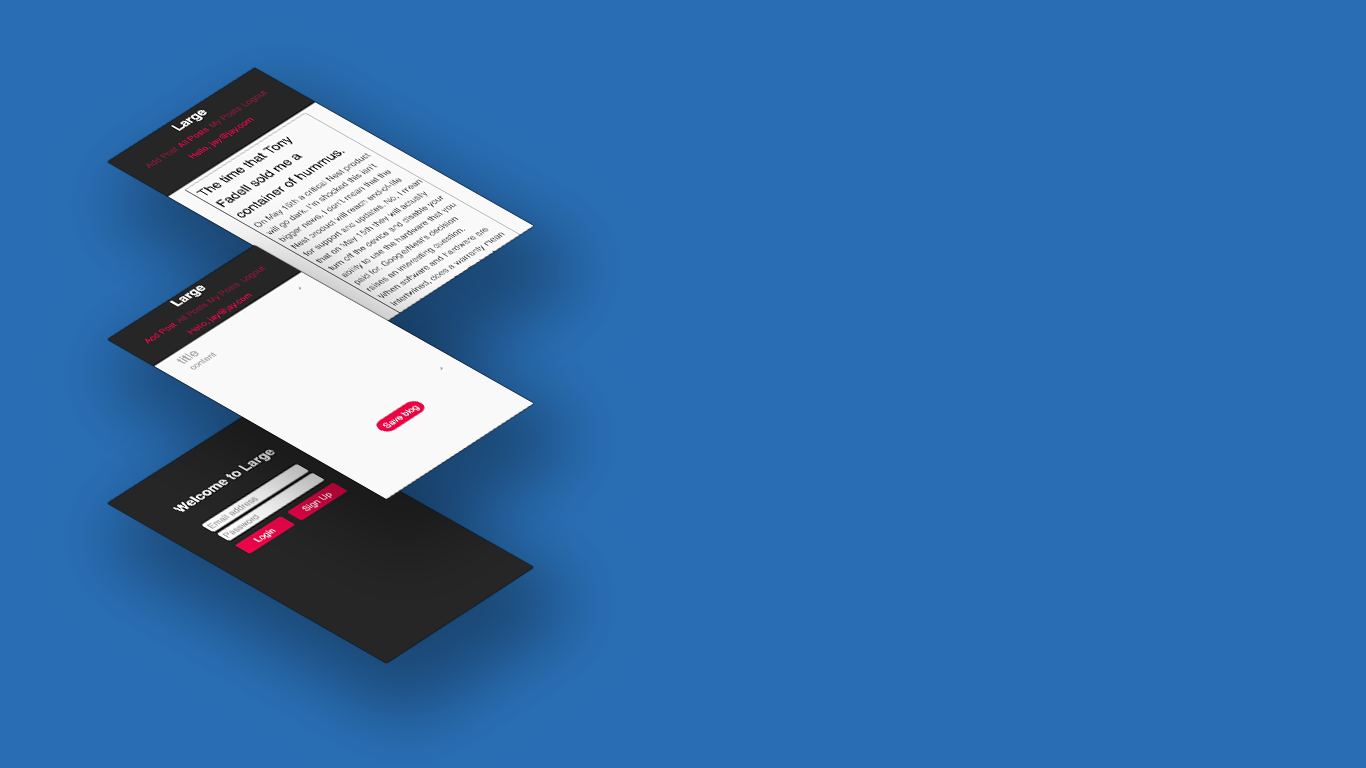 Large
Add Post All Posts My Posts Logout
Hello, jay@jay.com
The time that Tony
Fadell sold me a
container of hummus.
On May 15th a critical Nest product
will go dark. I'm shocked this isn't
bigger news. I don't mean that the
Nest product will reach end-of-life
for support and updates. No, I mean
that on May 15th they will actually
turn off the device and disable your
ability to use the hardware that you
paid for. Google/Nest's decision
raises an interesting question.
When software and hardware are
intertwined, does a warranty mean
Large
Add Post All Posts My Posts Logout
Hello, jay@jay.com
title
content
Save blog
Welcome to Large
Email address
Password
Login
Sign Up